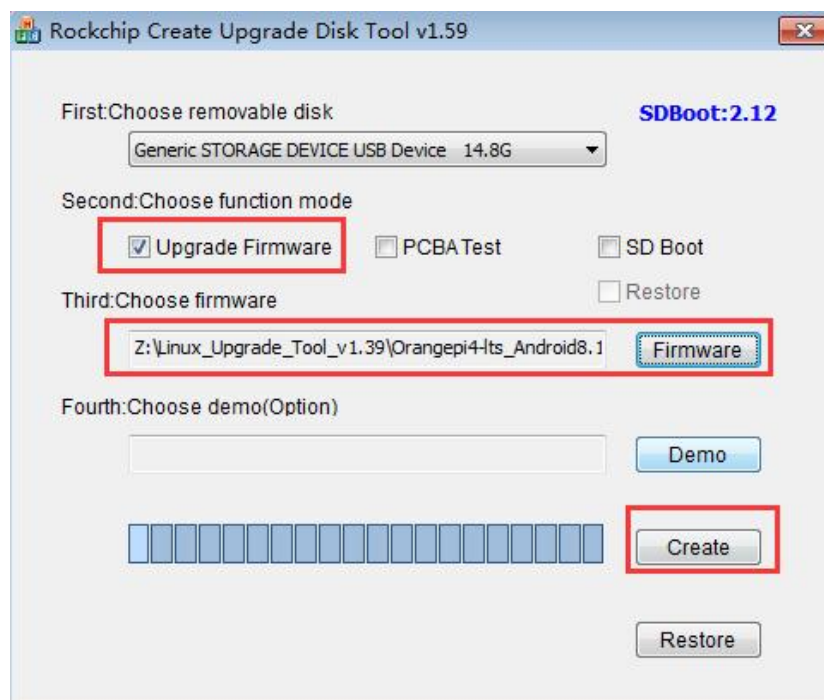 Rockchip Create Upgrade Disk Tool v1.59
First:Choose removable disk
SDBoot:2.12
Generic STORAGE DEVICE USB Device 14.8G
Second:Choose function mode
Upgrade Firmware PCBA Test SD Boot
Restore
Third:Choose firmware
Z:\Linux_Upgrade_Tool_v1.39\Orangepi4-lts_Android8.1 Firmware
Fourth:Choose demo(Option)
Demo
Create
Restore